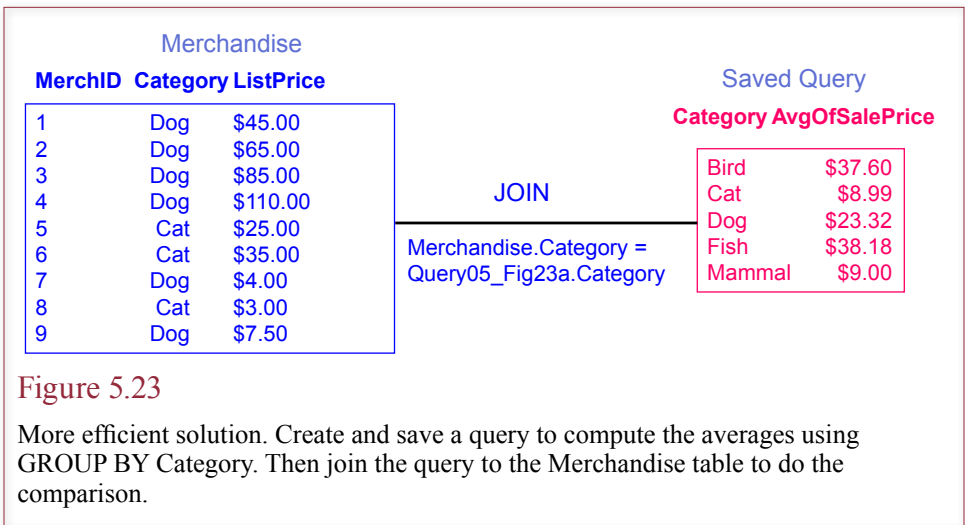 Merchandise
MerchID Category ListPrice
1 Dog $45.00
2 Dog $65.00
3 Dog $85.00
4 Dog $110.00
5 Cat $25.00
6 Cat $35.00
7 Dog $4.00
8 Cat $3.00
9 Dog $7.50
JOIN
Merchandise.Category =
Query05_Fig23a.Category
Saved Query
Category AvgOfSalePrice
Bird $37.60
Cat $8.99
Dog $23.32
Fish $38.18
Mammal $9.00
Figure 5.23
More efficient solution. Create and save a query to compute the averages using
GROUP BY Category. Then join the query to the Merchandise table to do the
comparison.